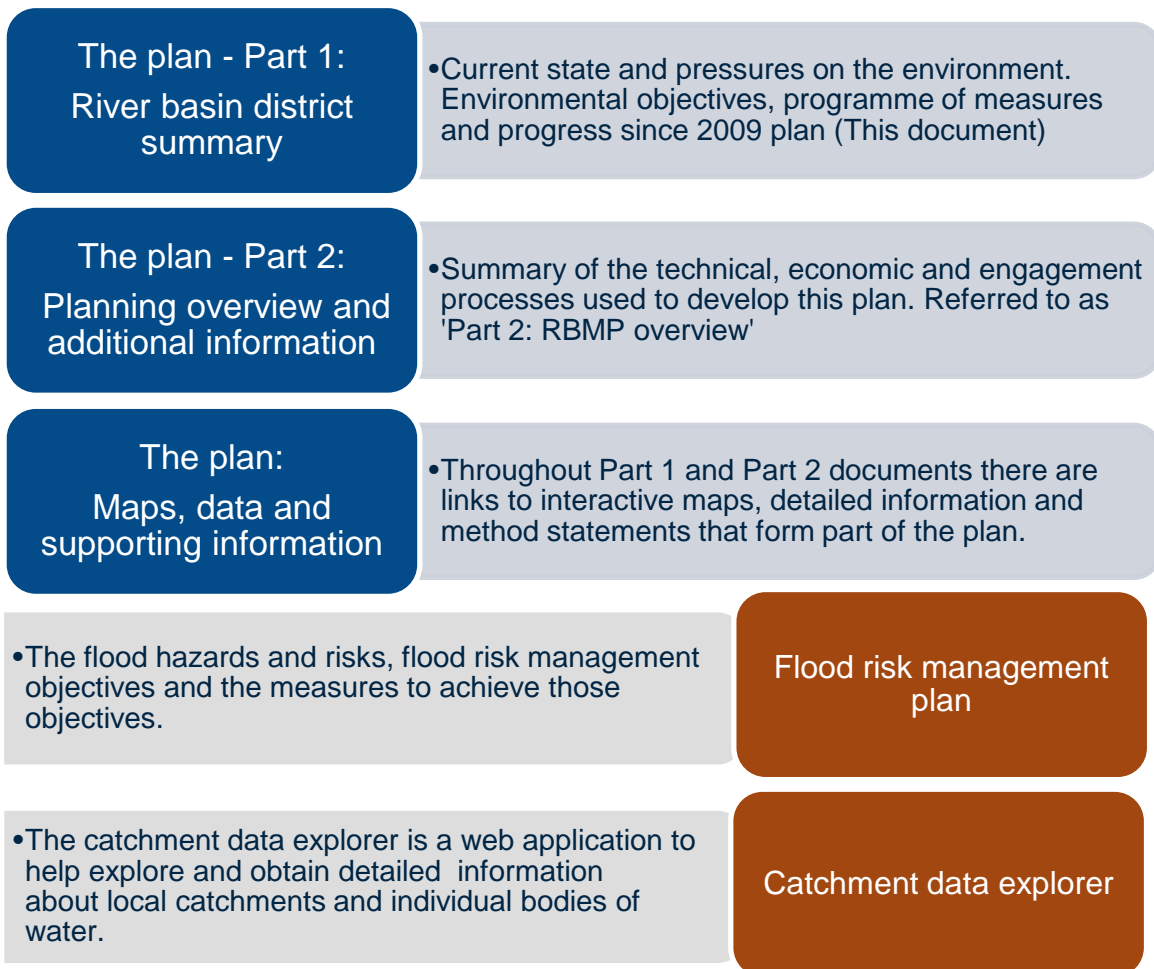 The plan - Part 1:
River basin district
summary
•Current state and pressures on the environment.
Environmental objectives, programme of measures
and progress since 2009 plan (This document)
The plan - Part 2:
Planning overview and
additional information
•Summary of the technical, economic and engagement
processes used to develop this plan. Referred to as
'Part 2: RBMP overview'
The plan:
Maps, data and
supporting information
•Throughout Part 1 and Part 2 documents there are
links to interactive maps, detailed information and
method statements that form part of the plan.
•The flood hazards and risks, flood risk management
objectives and the measures to achieve those
objectives.
Flood risk management
plan
•The catchment data explorer is a web application to
help explore and obtain detailed information
about local catchments and individual bodies of
water.
Catchment data explorer